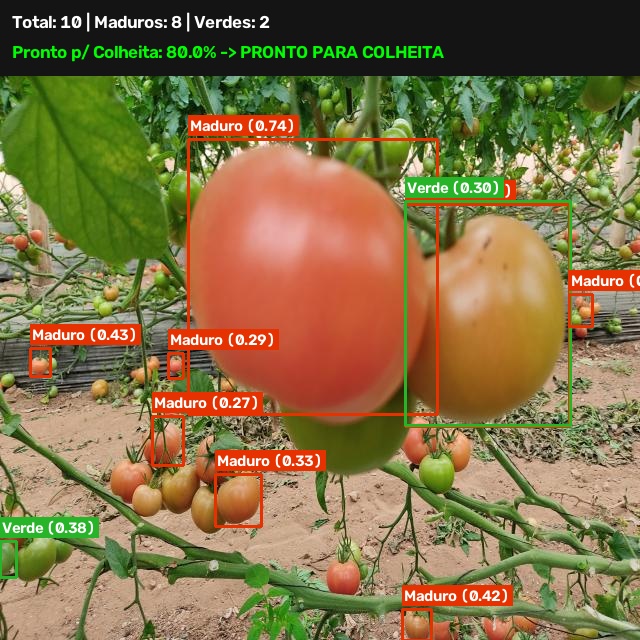 Total: 10 | Maduros: 8 | Verdes: 2
Pronto p/ Colheita: 80.0% -> PRONTO PARA COLHEITA
Maduro (0.74)
Verde (0.30)
Maduro
Maduro (0.43)
Maduro (0.29)
Maduro (0.27)
Maduro (0.33)
Verde (0.38)
Maduro (0.42)